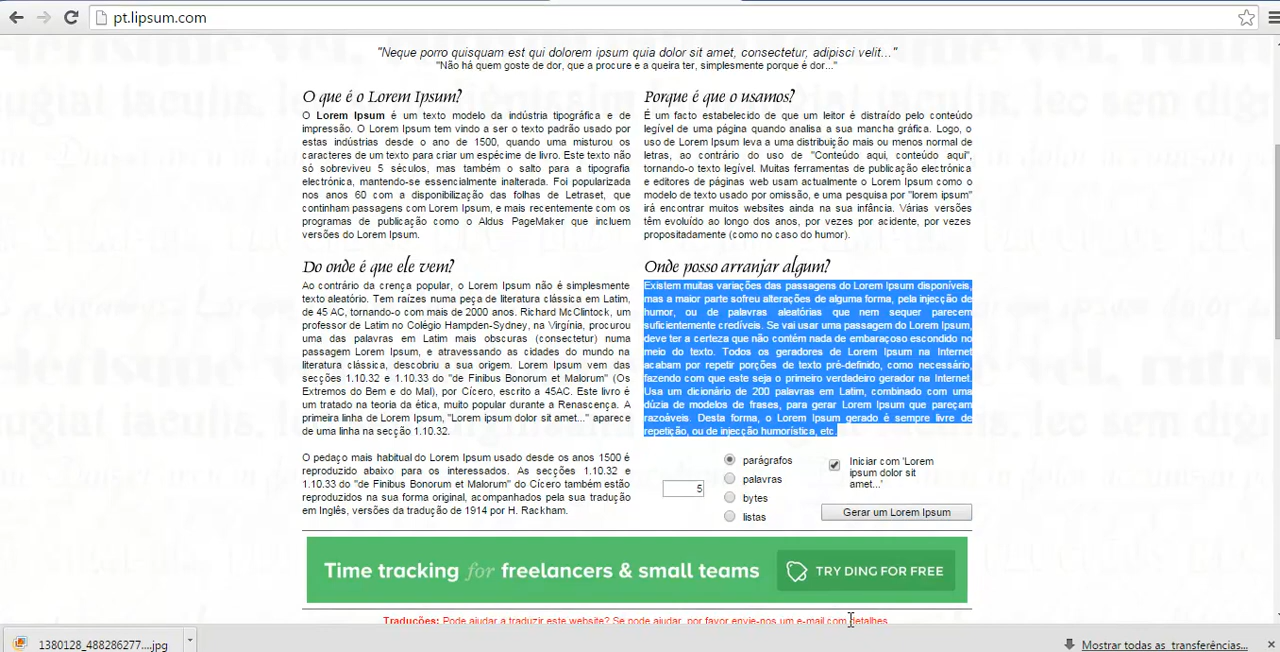 pt.lipsum.com
"Neque porro quisquam est qui dolorem ipsum quia dolor sit amet, consectetur, adipisci velit..."
"Não há quem goste de dor, que a procure e a queira ter, simplesmente porque é dor..."
O que é o Lorem Ipsum?
O Lorem Ipsum é um texto modelo da indústria tipográfica e de
impressão. O Lorem Ipsum tem vindo a ser o texto padrão usado por
estas indústrias desde o ano de 1500, quando uma misturou os
caracteres de um texto para criar um espécime de livro. Este texto não
só sobreviveu 5 séculos, mas também o salto para a tipografia
electrónica, mantendo-se essencialmente inalterada. Foi popularizada
nos anos 60 com a disponibilização das folhas de Letraset, que
continham passagens com Lorem Ipsum, e mais recentemente com os
programas de publicação como o Aldus PageMaker que incluem
versões do Lorem Ipsum.
Porque é que o usamos?
É um facto estabelecido de que um leitor é distraído pelo conteúdo
legível de uma página quando analisa a sua mancha gráfica. Logo, o
uso de Lorem Ipsum leva a uma distribuição mais ou menos normal de
letras, ao contrário do uso de "Conteúdo aqui, conteúdo aqui",
tornando-o texto legível. Muitas ferramentas de publicação electrónica
e editores de páginas web usam actualmente o Lorem Ipsum como o
modelo de texto usado por omissão, e uma pesquisa por "lorem ipsum"
irá encontrar muitos websites ainda na sua infância. Várias versões
têm evoluído ao longo dos anos, por vezes por acidente, por vezes
propositadamente (como no caso do humor).
Do onde é que ele vem?
Ao contrário da crença popular, o Lorem Ipsum não é simplesmente
texto aleatório. Tem raízes numa peça de literatura clássica em Latim,
de 45 AC, tornando-o com mais de 2000 anos. Richard McClintock, um
professor de Latim no Colégio Hampden-Sydney, na Virgínia, procurou
uma das palavras em Latim mais obscuras (consectetur) numa
passagem Lorem Ipsum, e atravessando as cidades do mundo na
literatura clássica, descobriu a sua origem. Lorem Ipsum vem das
secções 1.10.32 e 1.10.33 do "de Finibus Bonorum et Malorum" (Os
Extremos do Bem e do Mal), por Cícero, escrito a 45AC. Este livro é
um tratado na teoria da ética, muito popular durante a Renascença. A
primeira linha de Lorem Ipsum, "Lorem ipsum dolor sit amet..." aparece
de uma linha na secção 1.10.32.
O pedaço mais habitual do Lorem Ipsum usado desde os anos 1500 é
reproduzido abaixo para os interessados. As secções 1.10.32 e
1.10.33 do "de Finibus Bonorum et Malorum" do Cícero também estão
reproduzidos na sua forma original, acompanhados pela sua tradução
em Inglês, versões da tradução de 1914 por H. Rackham.
Onde posso arranjar algum?
Existem muitas variações das passagens do Lorem Ipsum disponíveis,
mas a maior parte sofreu alterações de alguma forma, pela injecção de
humor, ou de palavras aleatórias que nem sequer parecem
suficientemente credíveis. Se vai usar uma passagem do Lorem Ipsum,
deve ter a certeza que não contém nada de embaraçoso escondido no
meio do texto. Todos os geradores de Lorem Ipsum na Internet
acabam por repetir porções de texto pré-definido, como necessário,
fazendo com que este seja o primeiro verdadeiro gerador na Internet.
Usa um dicionário de 200 palavras em Latim, combinado com uma
dúzia de modelos de frases, para gerar Lorem Ipsum que pareçam
razoáveis. Desta forma, o Lorem Ipsum gerado é sempre livre de
repetição, ou de injecção humorística, etc.
5
parágrafos
palavras
bytes
listas
Iniciar com 'Lorem
ipsum dolor sit
amet...'
Gerar um Lorem Ipsum
Time tracking for freelancers & small teams
TRY DING FOR FREE
Traduções: Pode ajudar a traduzir este website? Se pode ajudar, por favor envie-nos um e-mail com detalhes
1380128_488286277....jpg
Mostrar todas as transferências...